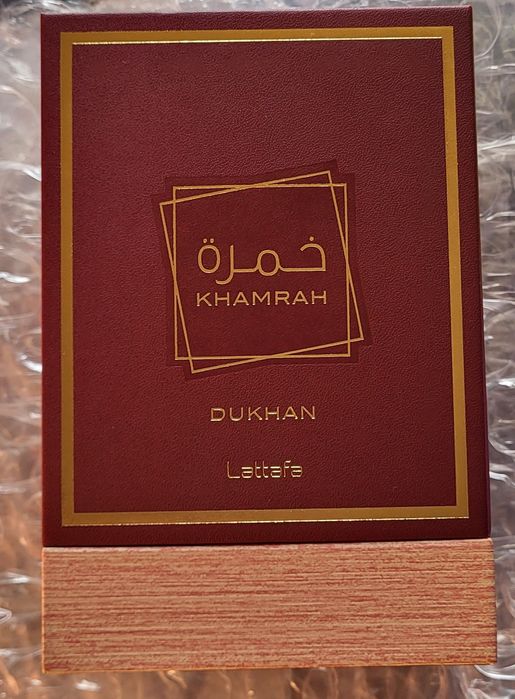 خمرة
KHAMRAH
DUKHAN
Lattafa